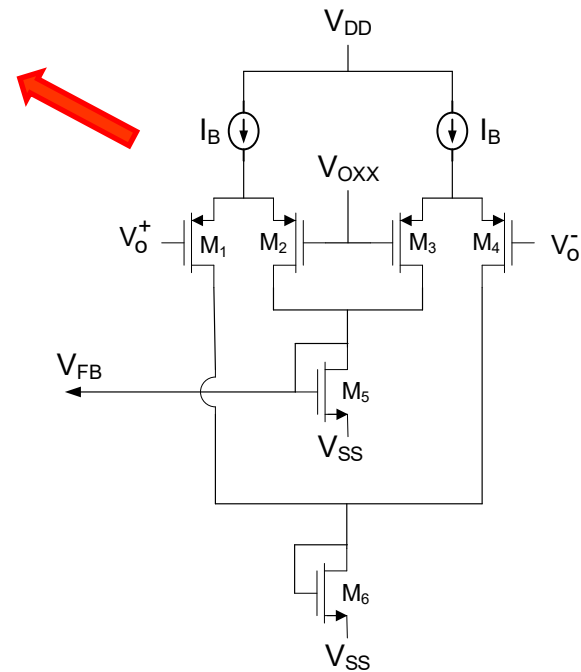 V_DD
I_B I_B
V_OXX
V_o^+ M_1 M_2 M_3 M_4 V_o^-
V_FB
M_5
V_SS
M_6
V_SS